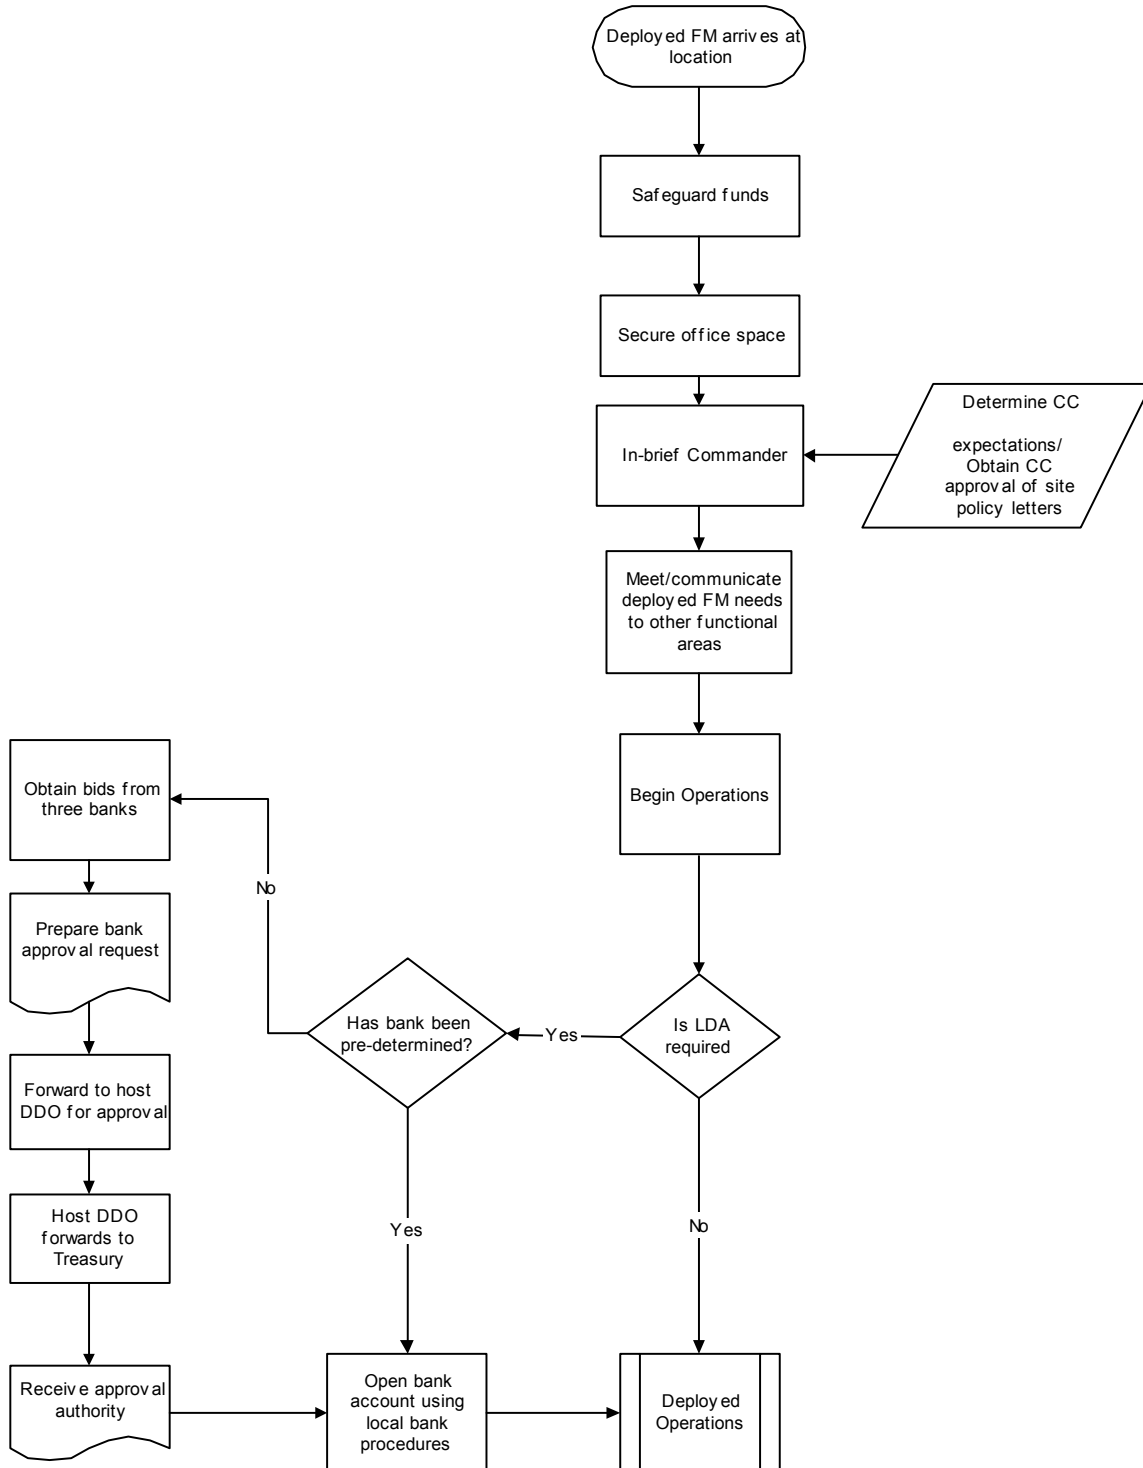 Deployed FM arrives at
location
Safeguard funds
Secure office space
In-brief Commander
Determine CC
expectations/
Obtain CC
approval of site
policy letters
Meet/communicate
deployed FM needs
to other functional
areas
Begin Operations
Obtain bids from
three banks
No
Prepare bank
approval request
Has bank been
pre-determined?
Yes
Is LDA
required
Forward to host
DDO for approval
Host DDO
forwards to
Treasury
Yes
No
Receive approval
authority
Open bank
account using
local bank
procedures
Deployed
Operations